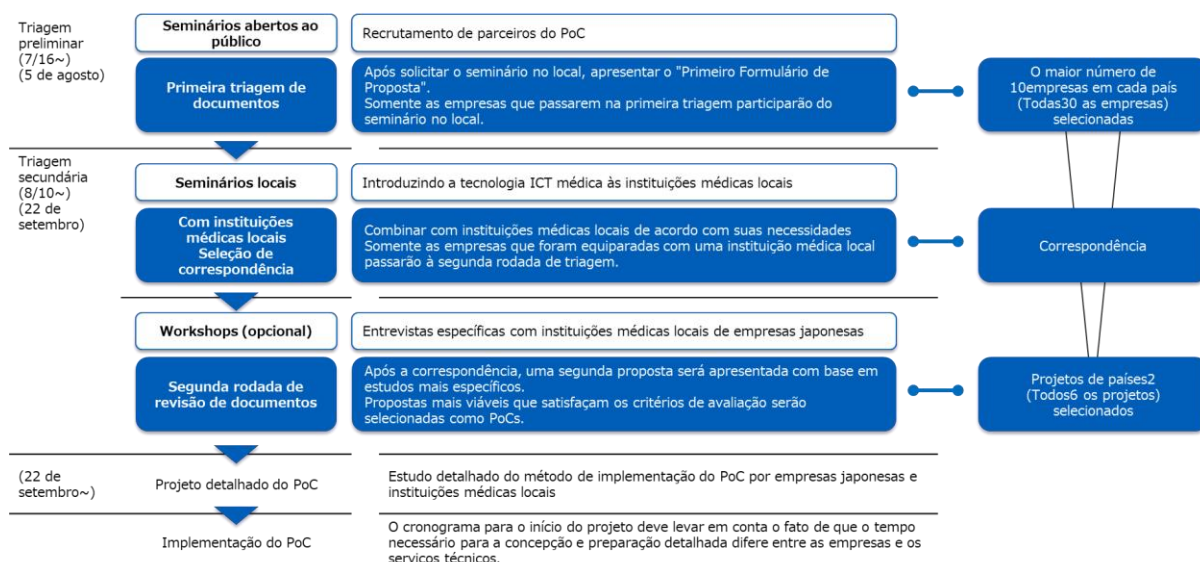 Triagem
preliminar
(7/16~)
(5 de agosto)
Seminários abertos ao
público
Recrutamento de parceiros do PoC
Primeira triagem de
documentos
Após solicitar o seminário no local, apresentar o "Primeiro Formulário de
Proposta".
Somente as empresas que passarem na primeira triagem participarão do
seminário no local.
O maior número de
10empresas em cada país
(Todas30 as empresas)
selecionadas
Triagem
secundária
(8/10~)
(22 de
setembro)
Seminários locais
Introduzindo a tecnologia ICT médica às instituições médicas locais
Com instituições
médicas locais
Seleção de
correspondência
Combinar com instituições médicas locais de acordo com suas necessidades
Somente as empresas que foram equiparadas com uma instituição médica local
passarão à segunda rodada de triagem.
Correspondência
Workshops (opcional)
Entrevistas específicas com instituições médicas locais de empresas japonesas
Segunda rodada de
revisão de documentos
Após a correspondência, uma segunda proposta será apresentada com base em
estudos mais específicos.
Propostas mais viáveis que satisfaçam os critérios de avaliação serão
selecionadas como PoCs.
Projetos de países2
(Todos6 os projetos)
selecionados
(22 de
setembro~)
Projeto detalhado do PoC
Estudo detalhado do método de implementação do PoC por empresas japonesas e
instituições médicas locais
Implementação do PoC
O cronograma para o início do projeto deve levar em conta o fato de que o tempo
necessário para a concepção e preparação detalhada difere entre as empresas e os
serviços técnicos.